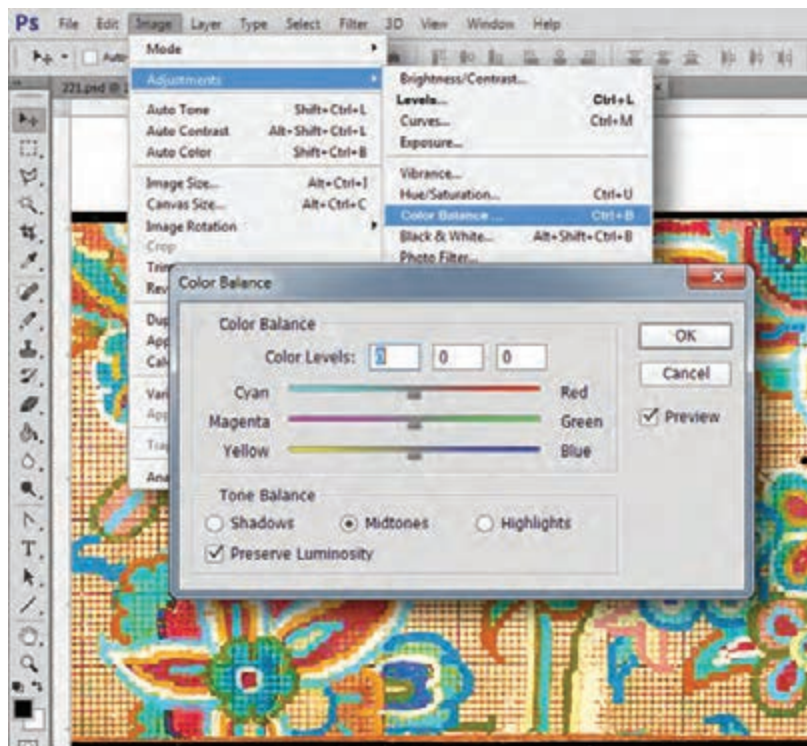 Ps File Edit Image Layer Type Select Filter 3D View Window Help
Auto
Mode
221.psd @
Adjustments
Auto Tone Shift+Ctrl+L
Auto Contrast Alt+Shift+Ctrl+L
Auto Color Shift+Ctrl+B
Image Size... Alt+Ctrl+I
Canvas Size... Alt+Ctrl+C
Image Rotation
Crop
Brightness/Contrast...
Levels... Ctrl+L
Curves... Ctrl+M
Exposure...
Vibrance...
Hue/Saturation... Ctrl+U
Color Balance ... Ctrl+B
Black & White... Alt+Shift+Ctrl+B
Photo Filter...
Color Balance
Color Balance
Color Levels: 0 0 0
Cyan Red
Magenta Green
Yellow Blue
Tone Balance
Shadows Midtones Highlights
Preserve Luminosity
OK
Cancel
Preview